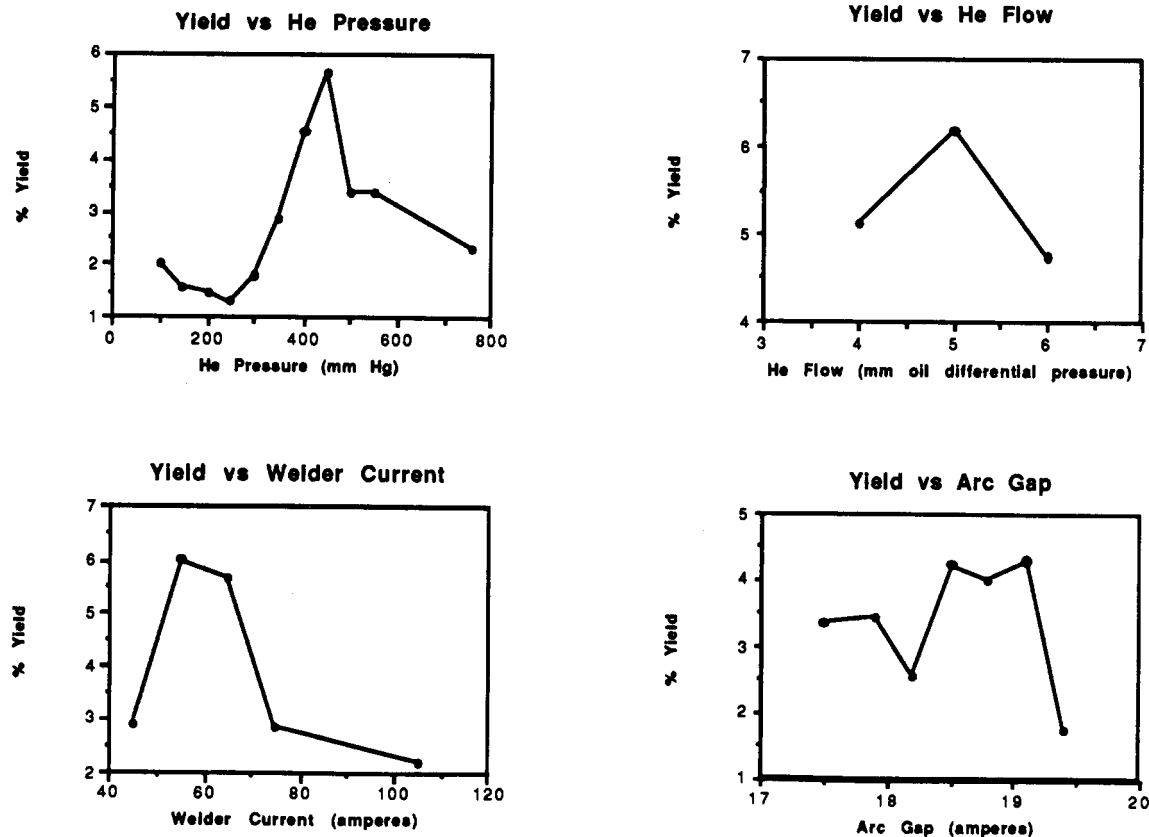 Yield vs He Pressure
6
5
4
3
2
1
% Yield
0 200 400 600 800
He Pressure (mm Hg)
Yield vs He Flow
7
6
5
4
% Yield
3 4 5 6 7
He Flow (mm oil differential pressure)
Yield vs Welder Current
7
6
5
4
3
2
% Yield
40 60 80 100 120
Welder Current (amperes)
Yield vs Arc Gap
5
4
3
2
1
% Yield
17 18 19 20
Arc Gap (amperes)